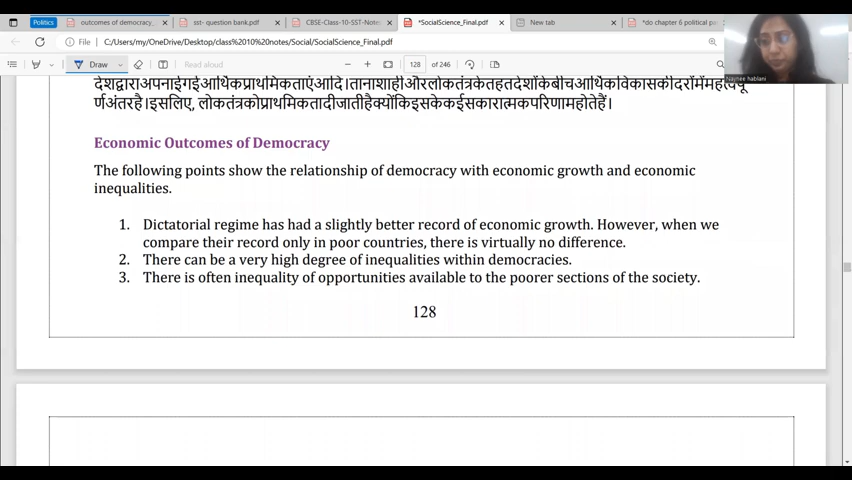 Politics
outcomes of democracy
sst- question bank.pdf
CBSE-Class-10-SST-Notes
*SocialScience_Final.pdf
New tab
*do chapter 6 political pa
File
C:/Users/my/OneDrive/Desktop/class%2010%20notes/Social/SocialScience_Final.pdf
Draw
Read aloud
128
of 246
देशद्वाराअपनाईगईआर्थिकप्राथमिकताएंआदि।तानाशाहीऔरलोकतंत्रकेतहतदेशोंकेबीचआर्थिकविकासकीदरोंमेंमहत्वपू
र्णअंतरहै।इसलिए, लोकतंत्रकोप्राथमिकतादीजातीहैक्योंकिइसकेकईसकारात्मकपरिणामहोतेहैं।
Economic Outcomes of Democracy
The following points show the relationship of democracy with economic growth and economic
inequalities.
1. Dictatorial regime has had a slightly better record of economic growth. However, when we
compare their record only in poor countries, there is virtually no difference.
2. There can be a very high degree of inequalities within democracies.
3. There is often inequality of opportunities available to the poorer sections of the society.
128